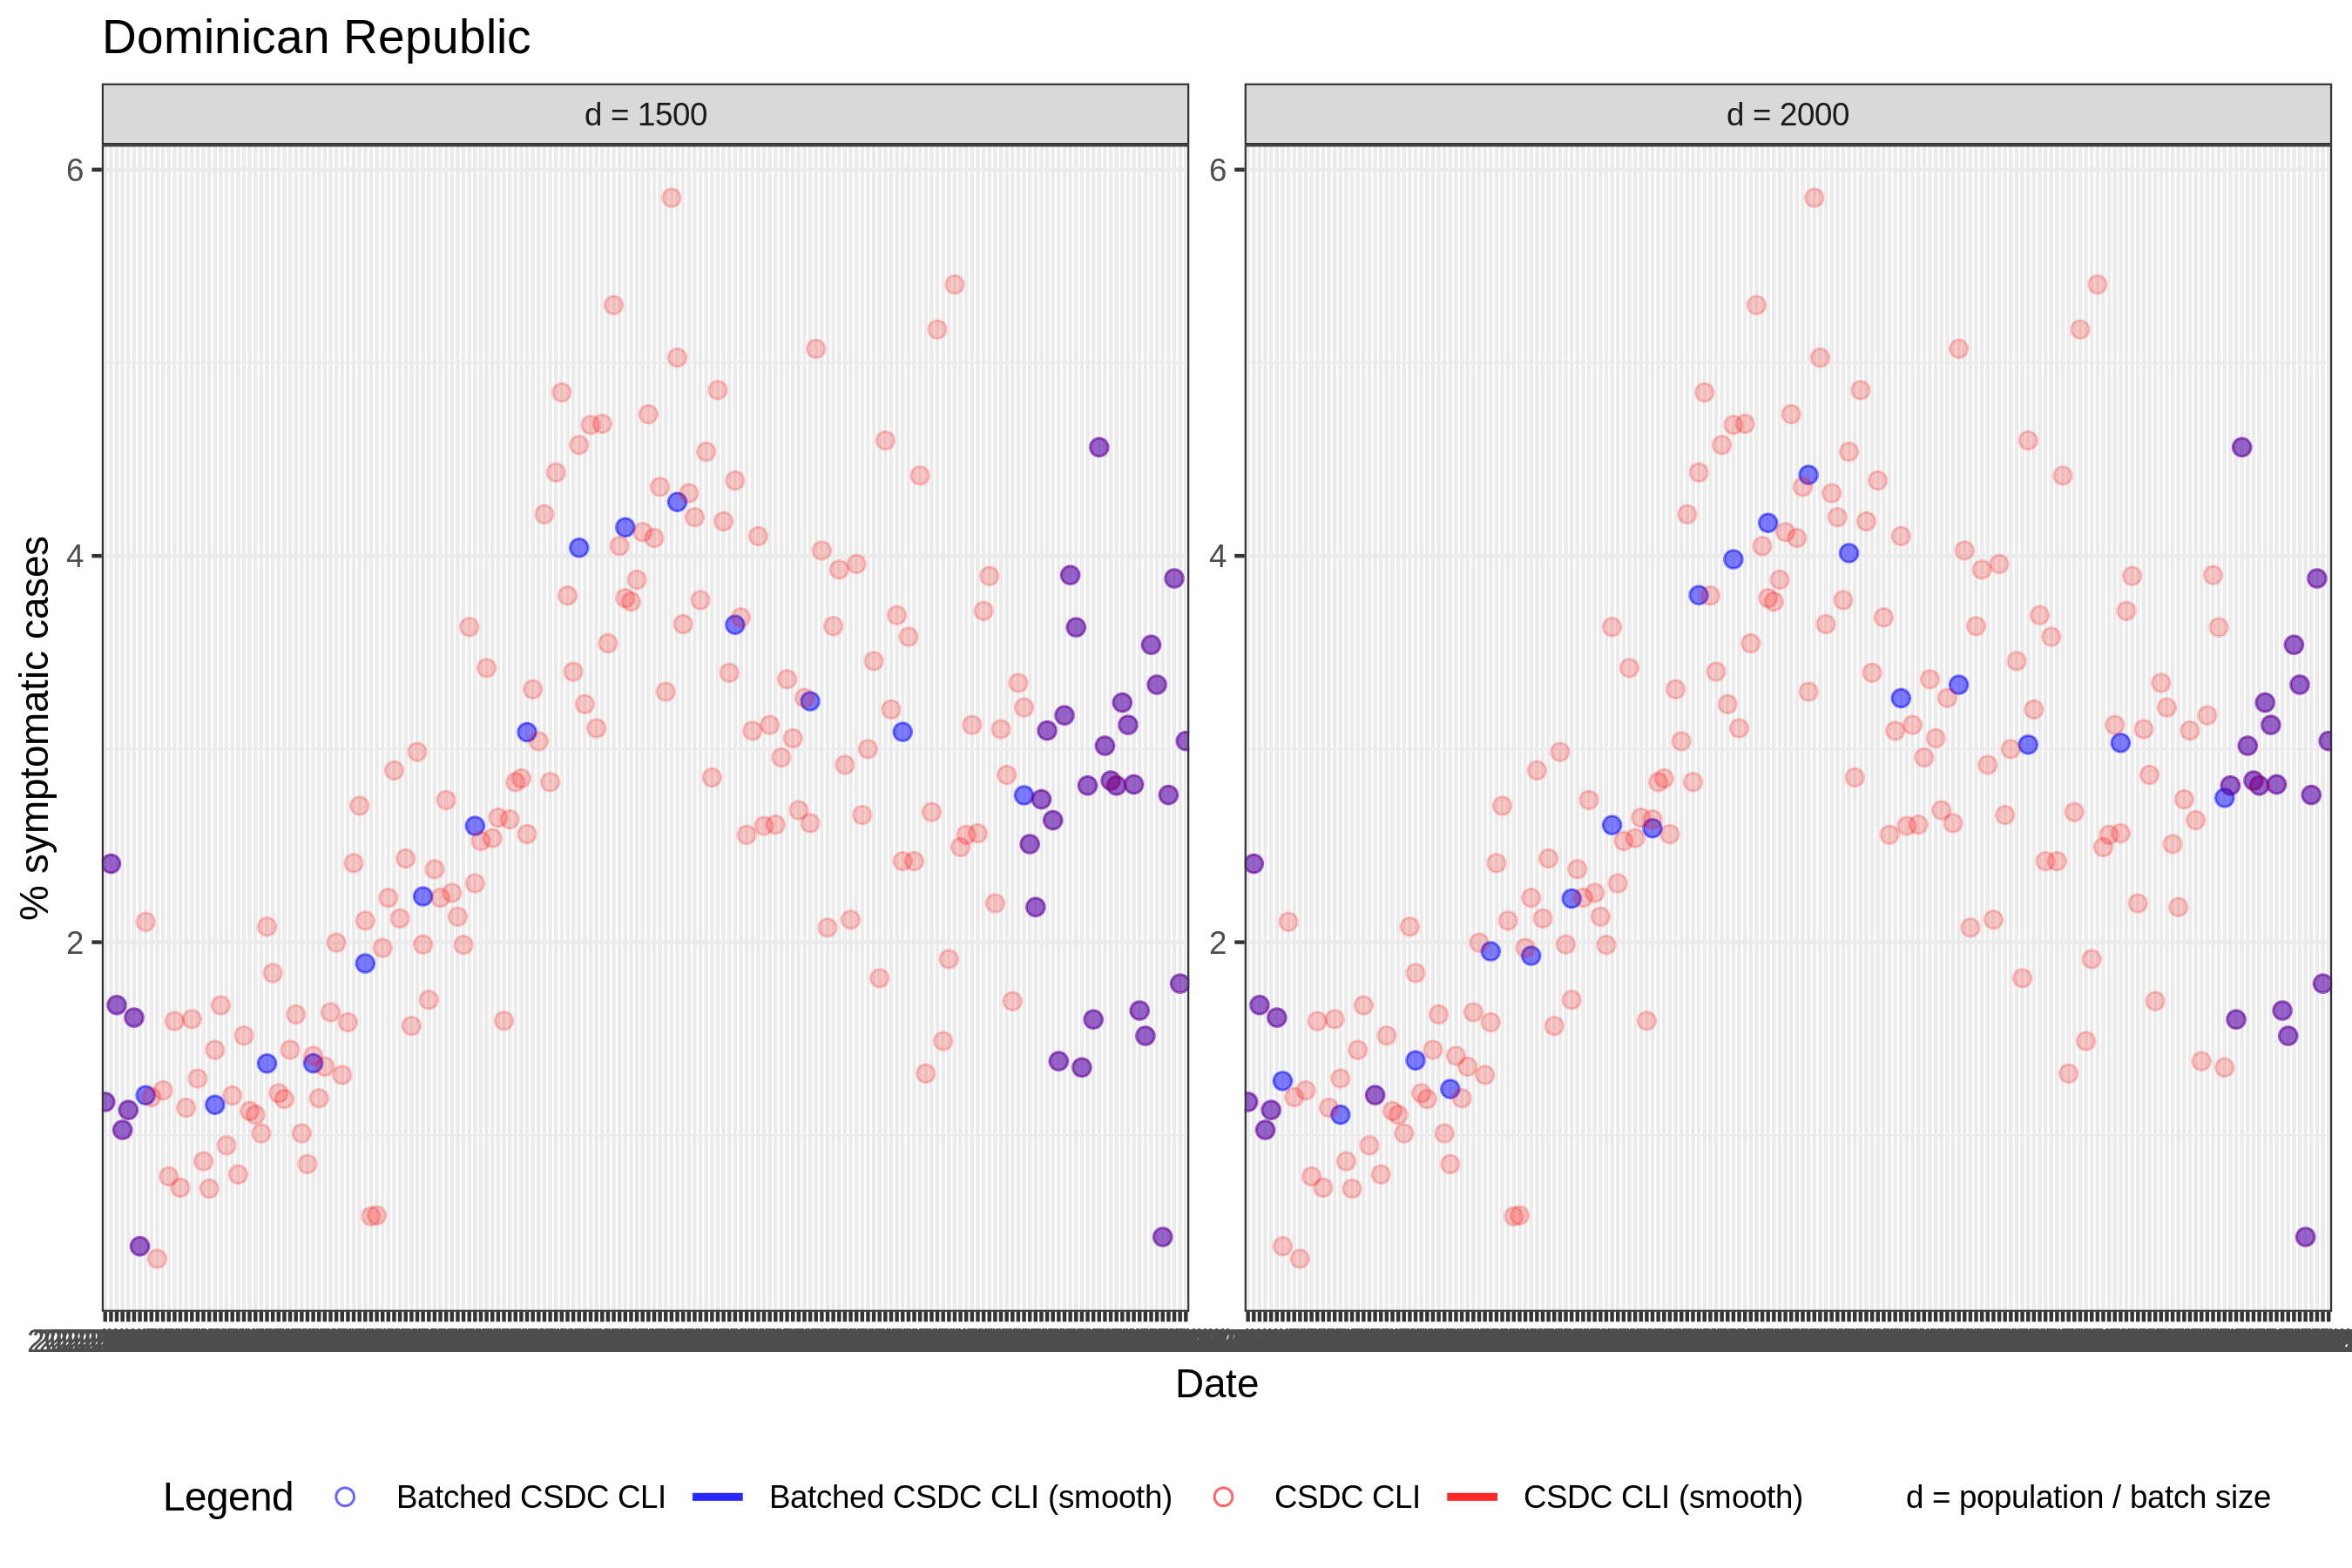 Dominican Republic
d = 1500
d = 2000
6
4
2
6
4
2
% symptomatic cases
Date
Legend
Batched CSDC CLI
Batched CSDC CLI (smooth)
CSDC CLI
CSDC CLI (smooth)
d = population / batch size